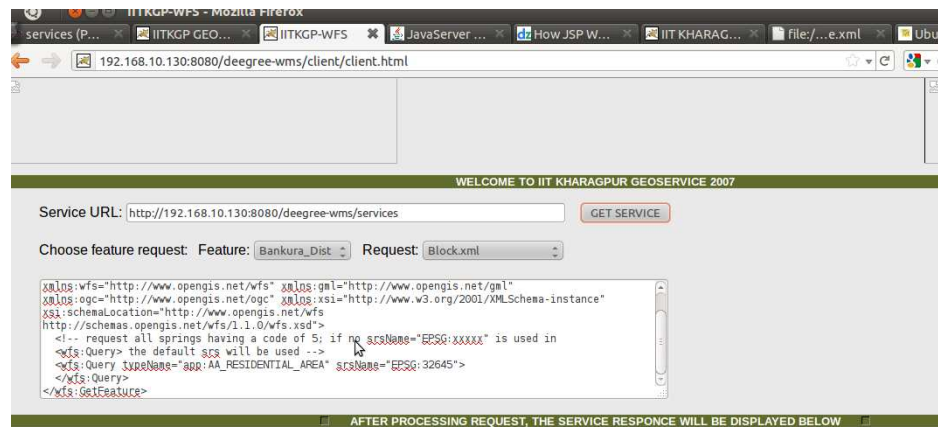 IITKGP-WFS - Mozilla Firefox
services (P... IITKGP GEO... IITKGP-WFS JavaServer ... dz How JSP W... IIT KHARAG... file:/...e.xml Ubu
192.168.10.130:8080/deegree-wms/client/client.html
WELCOME TO IIT KHARAGPUR GEOSERVICE 2007
Service URL: http://192.168.10.130:8080/deegree-wms/services GET SERVICE
Choose feature request: Feature: Bankura_Dist Request: Block.xml
xmlns:wfs="http://www.opengis.net/wfs" xmlns:gml="http://www.opengis.net/gml"
xmlns:ogc="http://www.opengis.net/ogc" xmlns:xsi="http://www.w3.org/2001/XMLSchema-instance"
xsi:schemaLocation="http://www.opengis.net/wfs
http://schemas.opengis.net/wfs/1.1.0/wfs.xsd">
<!-- request all springs having a code of 5; if no srsName="EPSG:xxxxx" is used in
<wfs:Query> the default srs will be used -->
<wfs:Query typeName="app:AA_RESIDENTIAL_AREA" srsName="EPSG:32645">
</wfs:Query>
</wfs:GetFeature>
AFTER PROCESSING REQUEST, THE SERVICE RESPONCE WILL BE DISPLAYED BELOW